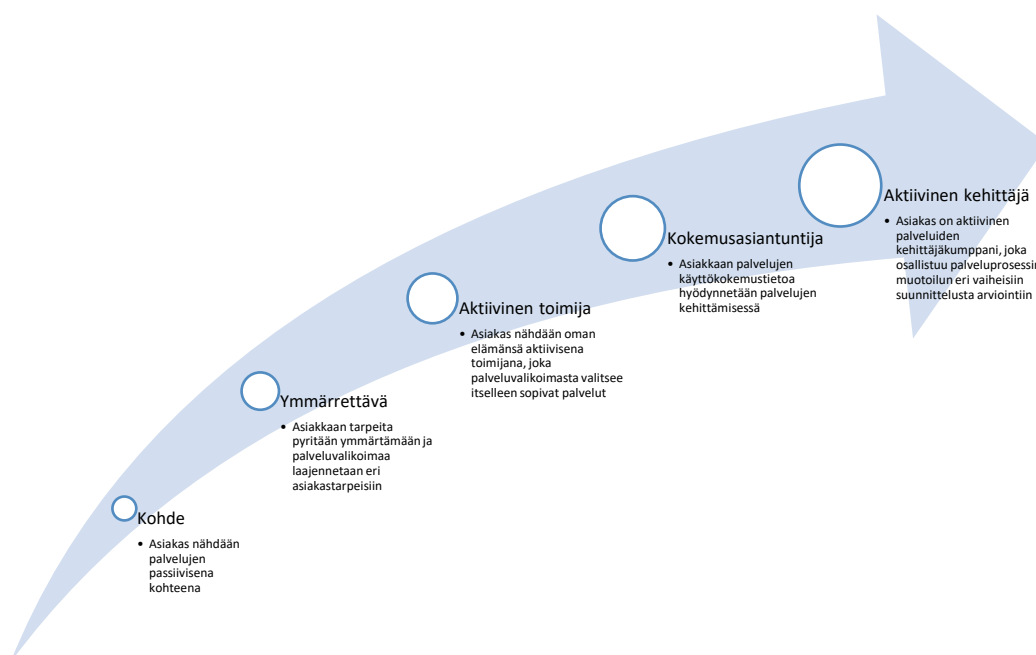 Kohde
• Asiakas nähdään
palvelujen
passiivisena
kohteena
Ymmärrettävä
• Asiakkaan tarpeita
pyritään ymmärtämään ja
palveluvalikoimaa
laajennetaan eri
asiakastarpeisiin
Aktiivinen toimija
• Asiakas nähdään oman
elämänsä aktiivisena
toimijana, joka
palveluvalikoimasta valitsee
itselleen sopivat palvelut
Kokemusasiantuntija
• Asiakkaan palvelujen
käyttökokemustietoa
hyödynnetään palvelujen
kehittämisessä
Aktiivinen kehittäjä
• Asiakas on aktiivinen
palveluiden
kehittäjäkumppani, joka
osallistuu palveluprosessin
muotoilun eri vaiheisiin
suunnittelusta arviointiin